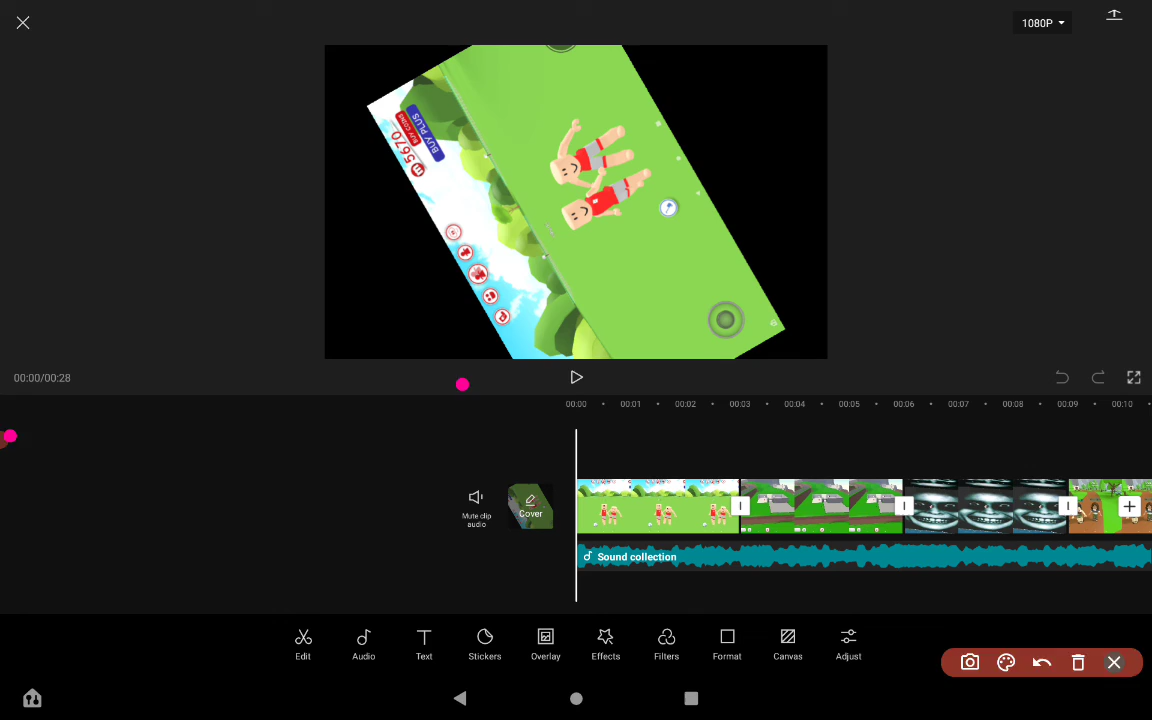 1080P
BUY PLUS
BUY COINS
5670
00:00/00:28
00:00
00:01
00:02
00:03
00:04
00:05
00:06
00:07
00:08
00:09
00:10
Mute clip
audio
Cover
Sound collection
Edit
Audio
Text
Stickers
Overlay
Effects
Filters
Format
Canvas
Adjust